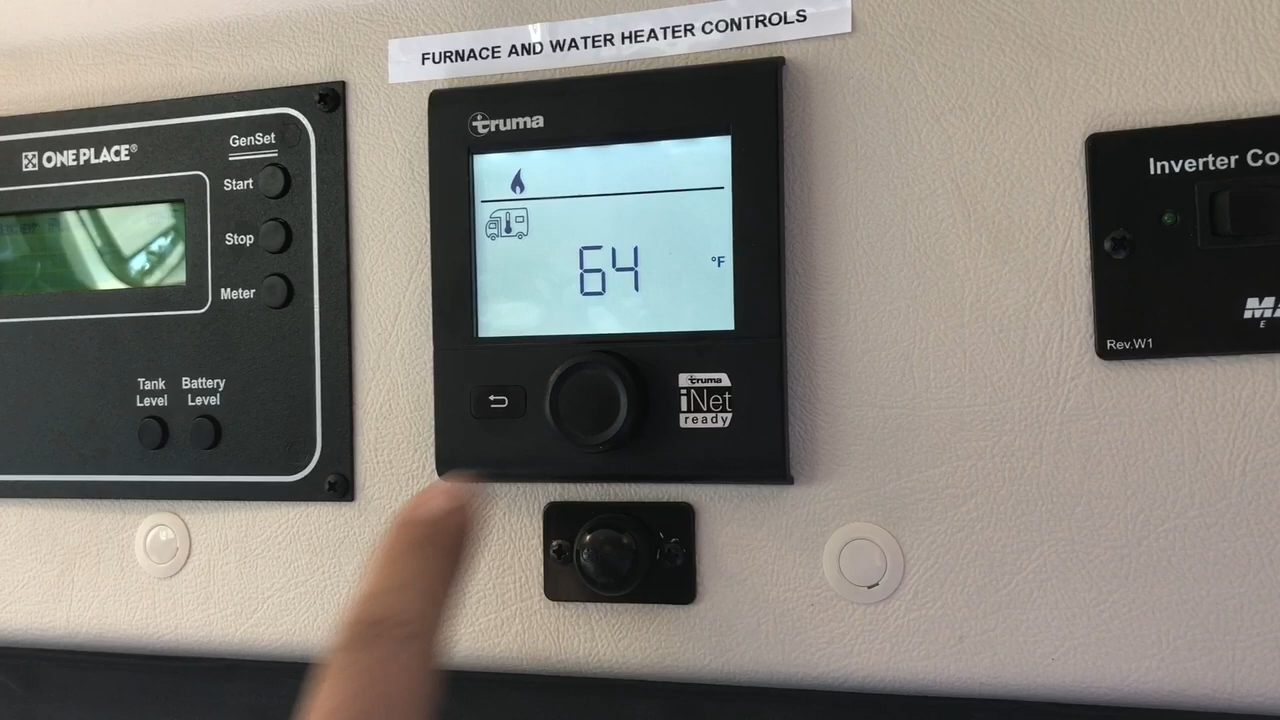 FURNACE AND WATER HEATER CONTROLS
ONE PLACE®
GenSet
Start
Stop
Meter
Tank
Level
Battery
Level
truma
64 °F
truma
iNet
ready
Inverter Co
MA
E
Rev.W1